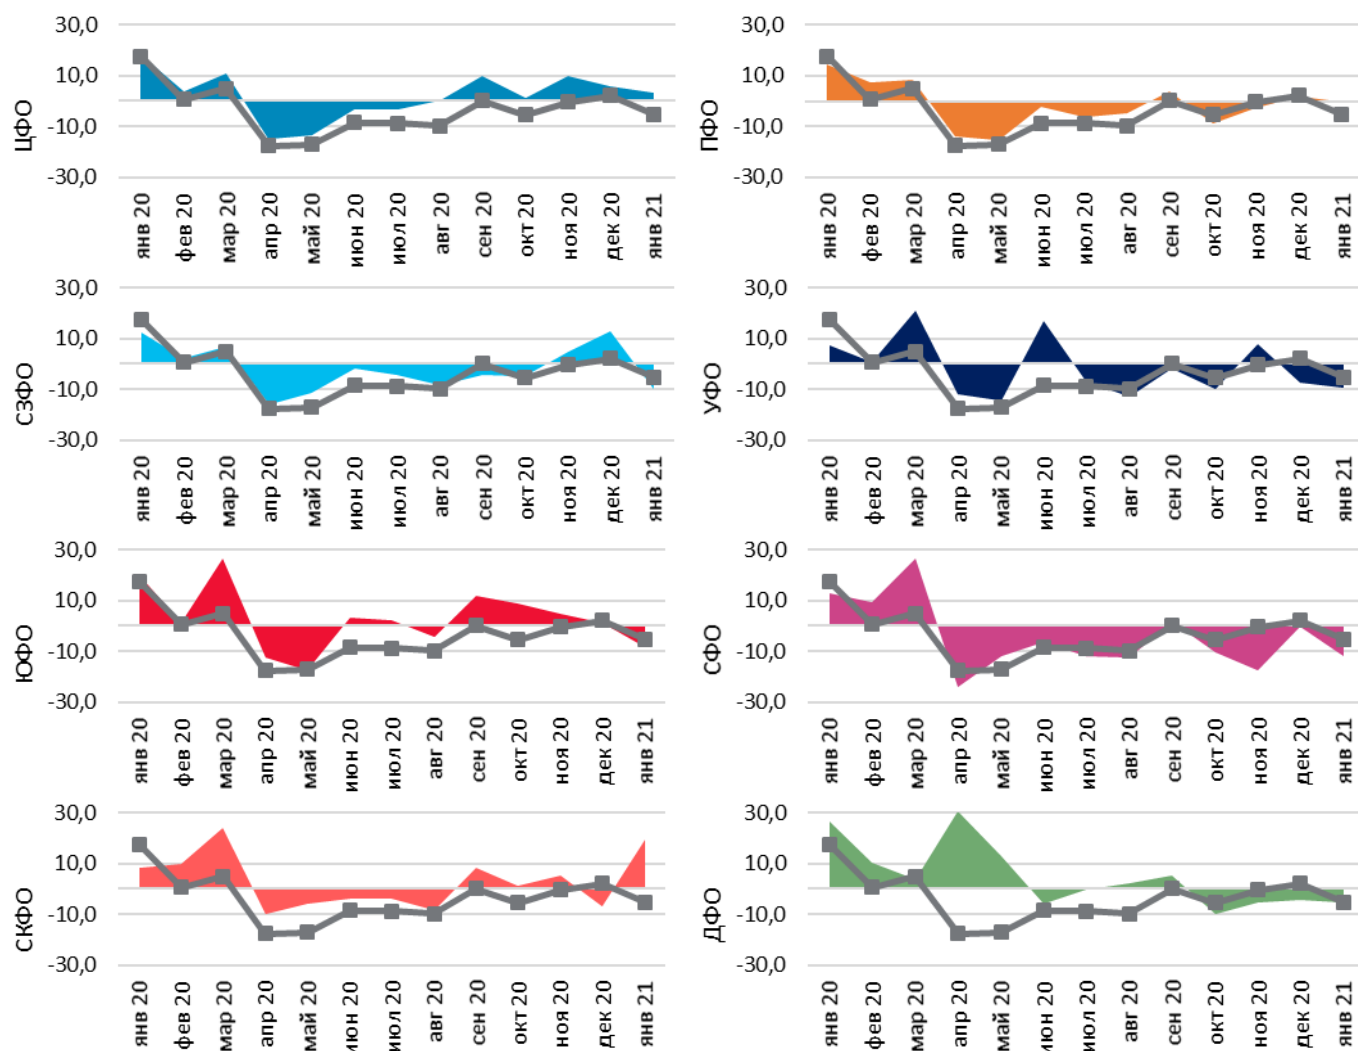 30,0
10,0
-10,0
-30,0
ЦФО
янв 20
фев 20
мар 20
апр 20
май 20
июн 20
июл 20
авг 20
сен 20
окт 20
ноя 20
дек 20
янв 21
30,0
10,0
-10,0
-30,0
ПФО
янв 20
фев 20
мар 20
апр 20
май 20
июн 20
июл 20
авг 20
сен 20
окт 20
ноя 20
дек 20
янв 21
30,0
10,0
-10,0
-30,0
СЗФО
янв 20
фев 20
мар 20
апр 20
май 20
июн 20
июл 20
авг 20
сен 20
окт 20
ноя 20
дек 20
янв 21
30,0
10,0
-10,0
-30,0
УФО
янв 20
фев 20
мар 20
апр 20
май 20
июн 20
июл 20
авг 20
сен 20
окт 20
ноя 20
дек 20
янв 21
30,0
10,0
-10,0
-30,0
ЮФО
янв 20
фев 20
мар 20
апр 20
май 20
июн 20
июл 20
авг 20
сен 20
окт 20
ноя 20
дек 20
янв 21
30,0
10,0
-10,0
-30,0
СФО
янв 20
фев 20
мар 20
апр 20
май 20
июн 20
июл 20
авг 20
сен 20
окт 20
ноя 20
дек 20
янв 21
30,0
10,0
-10,0
-30,0
СКФО
янв 20
фев 20
мар 20
апр 20
май 20
июн 20
июл 20
авг 20
сен 20
окт 20
ноя 20
дек 20
янв 21
30,0
10,0
-10,0
-30,0
ДФО
янв 20
фев 20
мар 20
апр 20
май 20
июн 20
июл 20
авг 20
сен 20
окт 20
ноя 20
дек 20
янв 21